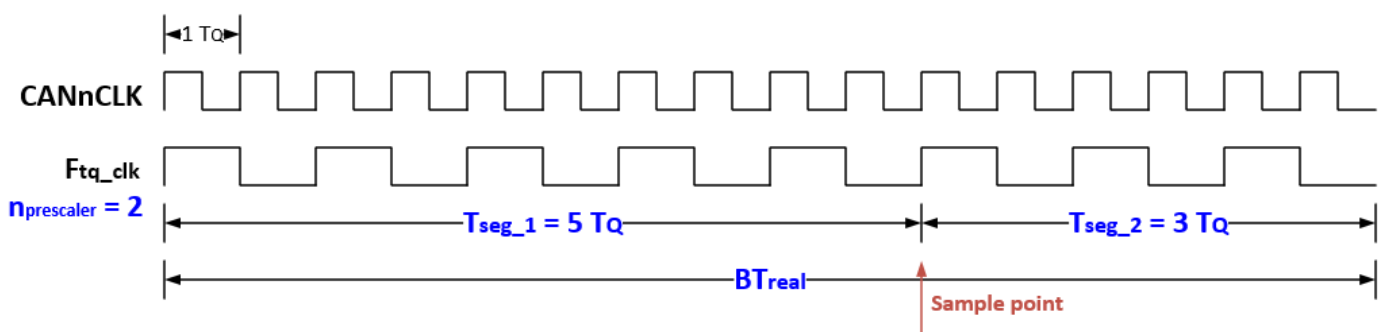 1 TQ
CANnCLK
Ftq_clk
nprescaler = 2
Tseg_1 = 5 TQ
Tseg_2 = 3 TQ
BTreal
Sample point